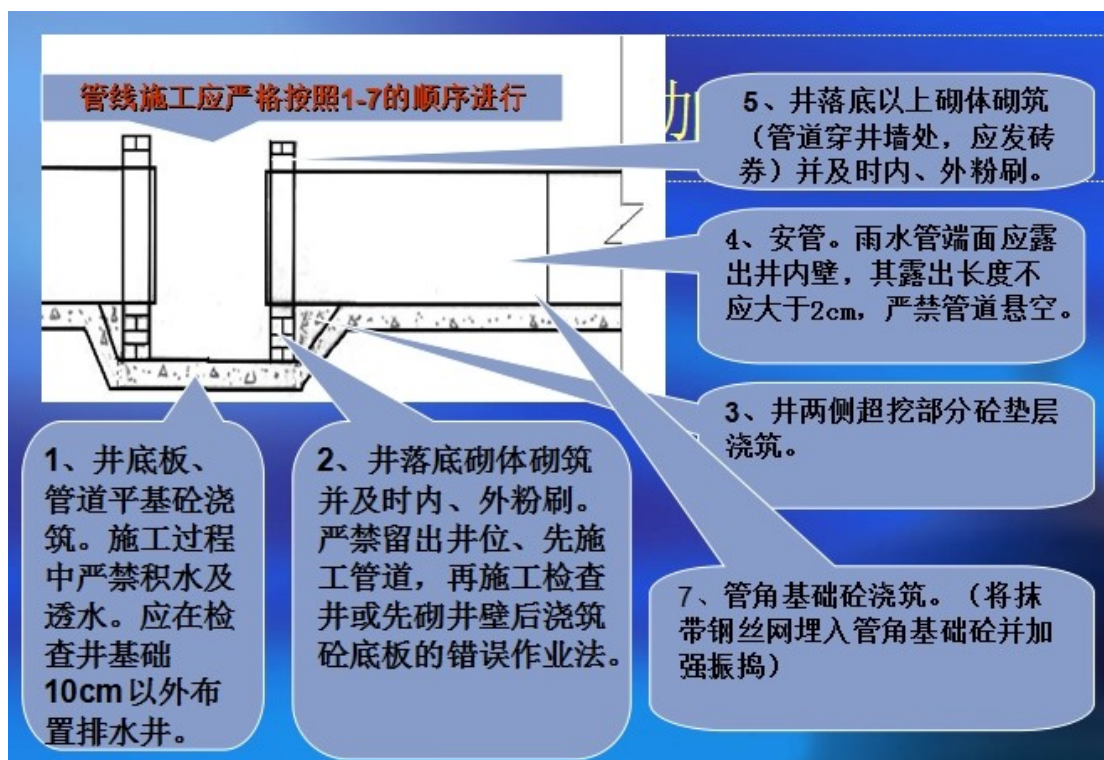 管线施工应严格按照1-7的顺序进行
5、井落底以上砌体砌筑
（管道穿井墙处，应发砖
券）并及时内、外粉刷。
4、安管。雨水管端面应露
出井内壁，其露出长度不
应大于2cm，严禁管道悬空。
3、井两侧超挖部分砼垫层
浇筑。
1、井底板、
管道平基砼浇
筑。施工过程
中严禁积水及
透水。应在检
查井基础
10cm以外布
置排水井。
2、井落底砌体砌筑
并及时内、外粉刷。
严禁留出井位、先施
工管道，再施工检查
井或先砌井壁后浇筑
砼底板的错误作业法。
7、管角基础砼浇筑。（将抹
带钢丝网埋入管角基础砼并加
强振捣）